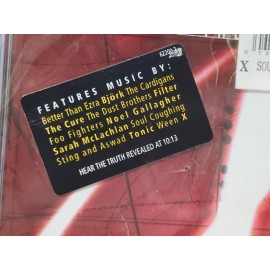 FEATURES MUSIC BY:
Better Than Ezra Björk The Cardigans
The Cure The Dust Brothers Filter
Foo Fighters Noel Gallagher
Sarah McLachlan Soul Coughing
Sting and Aswad Tonic Ween X
HEAR THE TRUTH REVEALED AT 10:13
X SOU